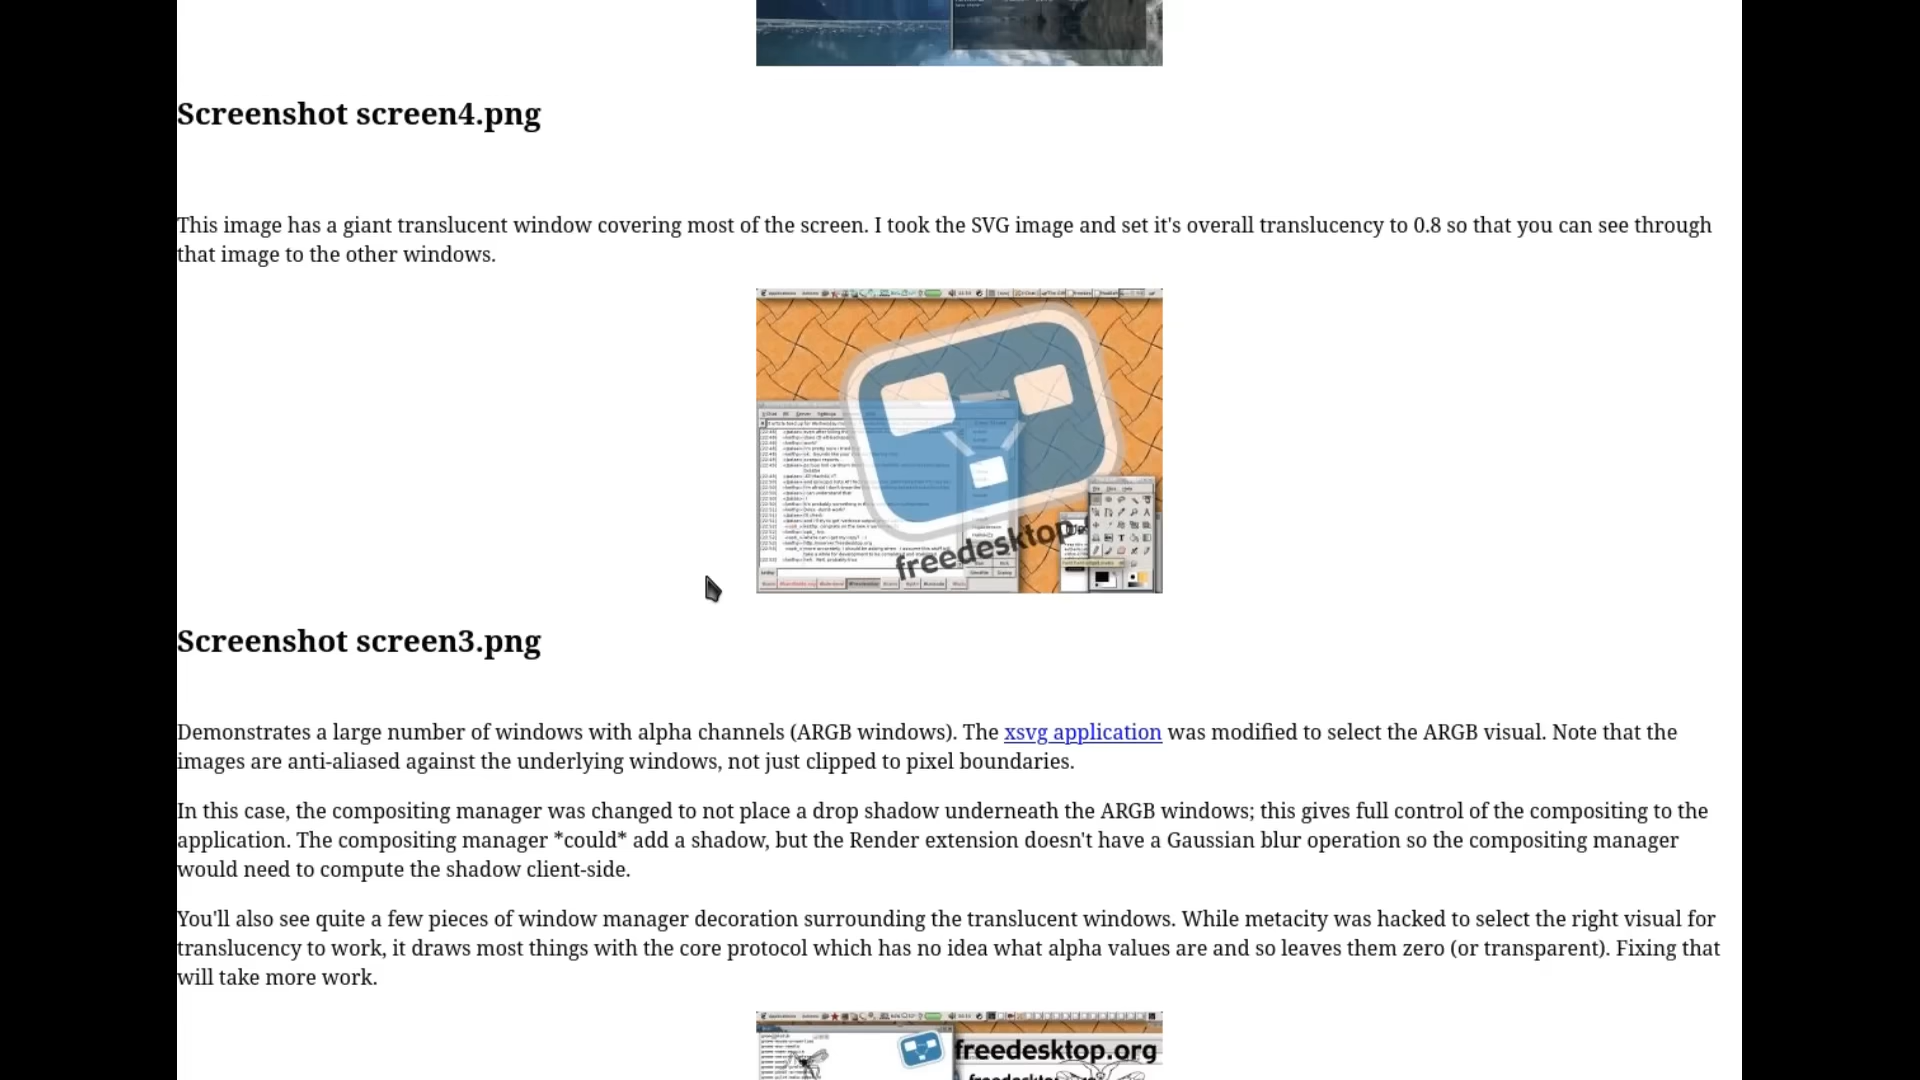 Screenshot screen4.png
This image has a giant translucent window covering most of the screen. I took the SVG image and set it's overall translucency to 0.8 so that you can see through
that image to the other windows.
freedesktop.
Screenshot screen3.png
Demonstrates a large number of windows with alpha channels (ARGB windows). The xsvg application was modified to select the ARGB visual. Note that the
images are anti-aliased against the underlying windows, not just clipped to pixel boundaries.
In this case, the compositing manager was changed to not place a drop shadow underneath the ARGB windows; this gives full control of the compositing to the
application. The compositing manager *could* add a shadow, but the Render extension doesn't have a Gaussian blur operation so the compositing manager
would need to compute the shadow client-side.
You'll also see quite a few pieces of window manager decoration surrounding the translucent windows. While metacity was hacked to select the right visual for
translucency to work, it draws most things with the core protocol which has no idea what alpha values are and so leaves them zero (or transparent). Fixing that
will take more work.
freedesktop.org